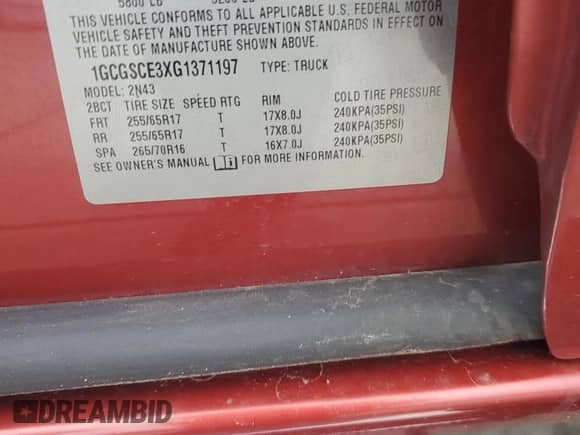 THIS VEHICLE CONFORMS TO ALL APPLICABLE U.S. FEDERAL MOTOR
VEHICLE SAFETY AND THEFT PREVENTION STANDARDS IN EFFECT ON
THE DATE OF MANUFACTURE SHOWN ABOVE.
1GCGSCE3XG1371197 TYPE: TRUCK
MODEL: 2N43
2BCT TIRE SIZE SPEED RTG RIM COLD TIRE PRESSURE
FRT 255/65R17 T 17X8.0J 240KPA(35PSI)
RR 255/65R17 T 17X8.0J 240KPA(35PSI)
SPA 265/70R16 T 16X7.0J 240KPA(35PSI)
SEE OWNER'S MANUAL FOR MORE INFORMATION.
DREAMBID